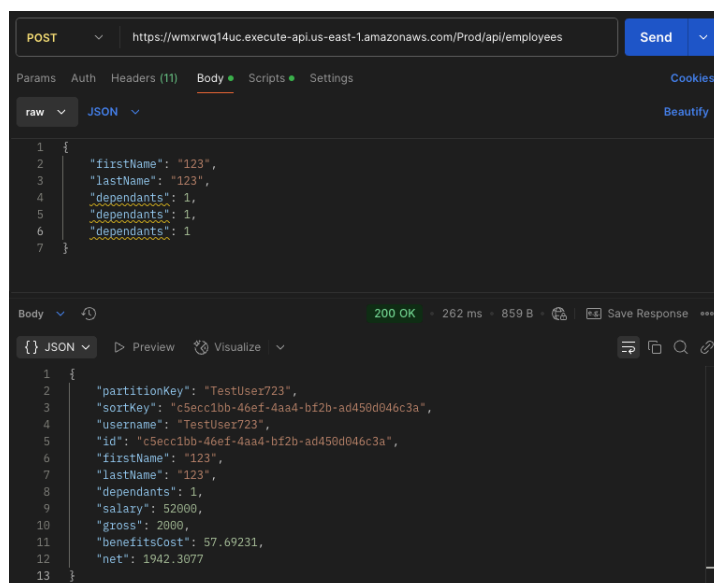 POST https://wmxrwq14uc.execute-api.us-east-1.amazonaws.com/Prod/api/employees Send
Params Auth Headers (11) Body Scripts Settings Cookies
raw JSON Beautify
1 {
2 "firstName": "123",
3 "lastName": "123",
4 "dependants": 1,
5 "dependants": 1,
6 "dependants": 1
7 }
Body 200 OK 262 ms 859 B Save Response
{} JSON Preview Visualize
1 {
2 "partitionKey": "TestUser723",
3 "sortKey": "c5ecc1bb-46ef-4aa4-bf2b-ad450d046c3a",
4 "username": "TestUser723",
5 "id": "c5ecc1bb-46ef-4aa4-bf2b-ad450d046c3a",
6 "firstName": "123",
7 "lastName": "123",
8 "dependants": 1,
9 "salary": 52000,
10 "gross": 2000,
11 "benefitsCost": 57.69231,
12 "net": 1942.3077
13 }